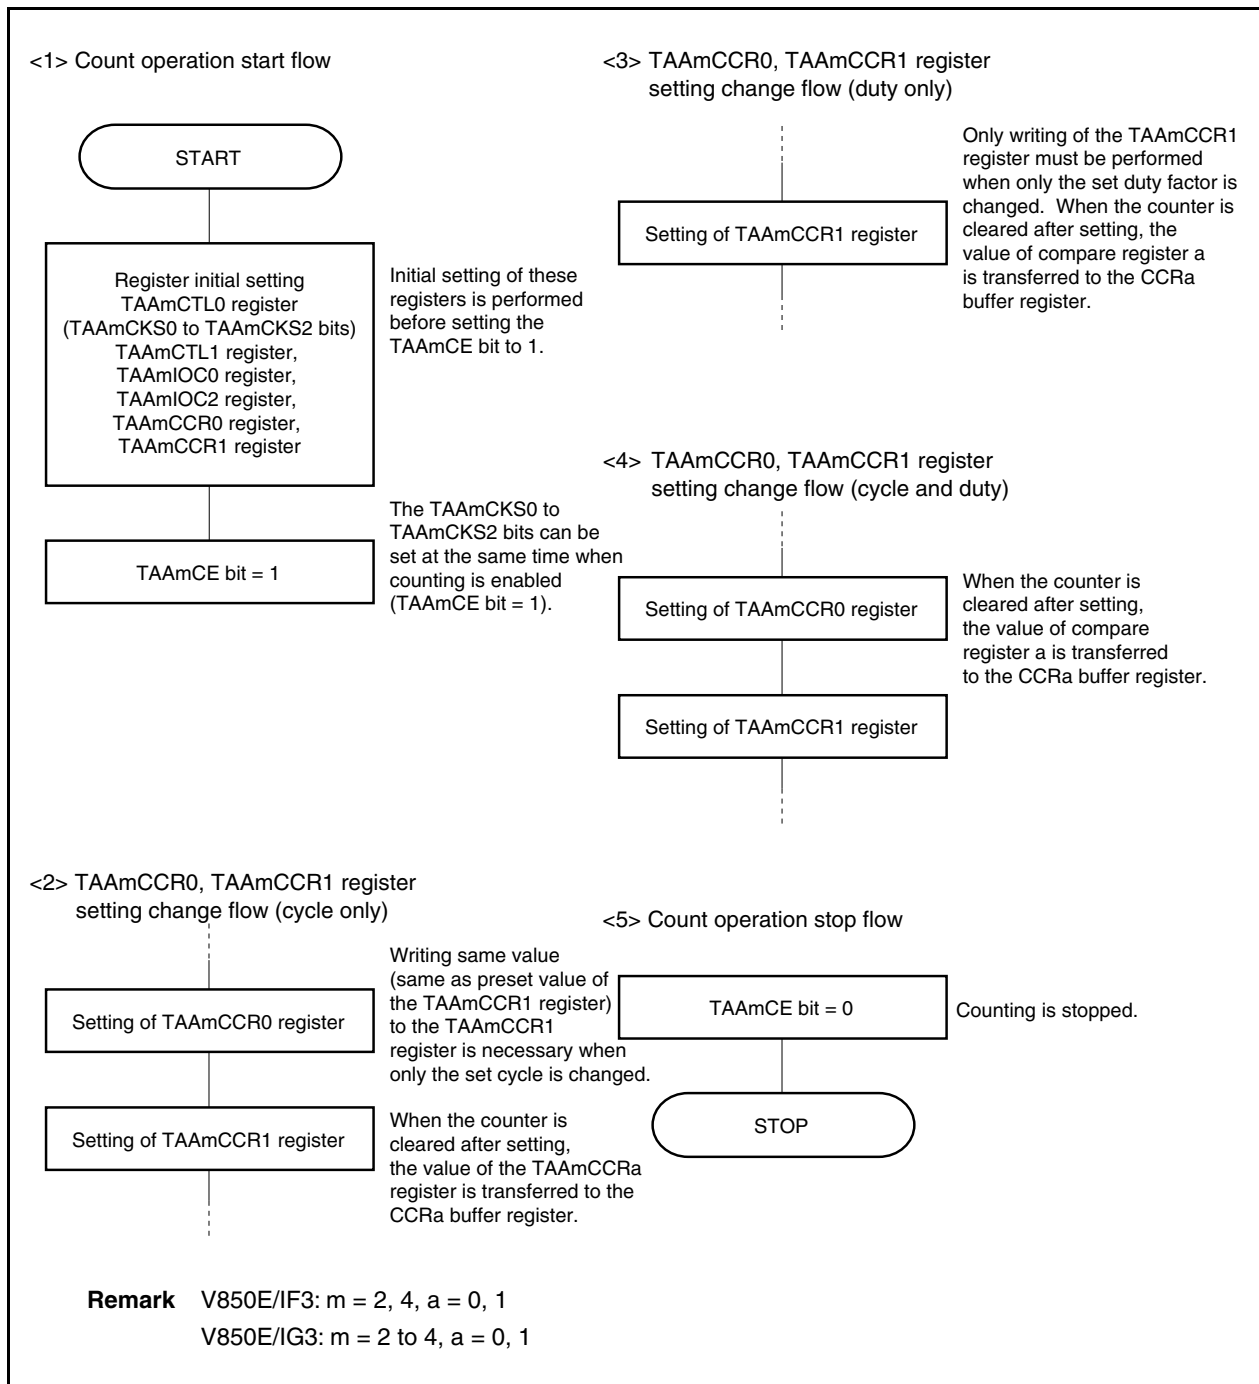 <1> Count operation start flow
START
Register initial setting
TAAmCTL0 register
(TAAmCKS0 to TAAmCKS2 bits)
TAAmCTL1 register,
TAAmIOC0 register,
TAAmIOC2 register,
TAAmCCR0 register,
TAAmCCR1 register
Initial setting of these
registers is performed
before setting the
TAAmCE bit to 1.
TAAmCE bit = 1
The TAAmCKS0 to
TAAmCKS2 bits can be
set at the same time when
counting is enabled
(TAAmCE bit = 1).
<2> TAAmCCR0, TAAmCCR1 register
setting change flow (cycle only)
Setting of TAAmCCR0 register
Writing same value
(same as preset value of
the TAAmCCR1 register)
to the TAAmCCR1
register is necessary when
only the set cycle is changed.
Setting of TAAmCCR1 register
When the counter is
cleared after setting,
the value of the TAAmCCRa
register is transferred to the
CCRa buffer register.
<3> TAAmCCR0, TAAmCCR1 register
setting change flow (duty only)
Setting of TAAmCCR1 register
Only writing of the TAAmCCR1
register must be performed
when only the set duty factor is
changed. When the counter is
cleared after setting, the
value of compare register a
is transferred to the CCRa
buffer register.
<4> TAAmCCR0, TAAmCCR1 register
setting change flow (cycle and duty)
Setting of TAAmCCR0 register
When the counter is
cleared after setting,
the value of compare
register a is transferred
to the CCRa buffer register.
Setting of TAAmCCR1 register
<5> Count operation stop flow
TAAmCE bit = 0
Counting is stopped.
STOP
Remark V850E/IF3: m = 2, 4, a = 0, 1
V850E/IG3: m = 2 to 4, a = 0, 1